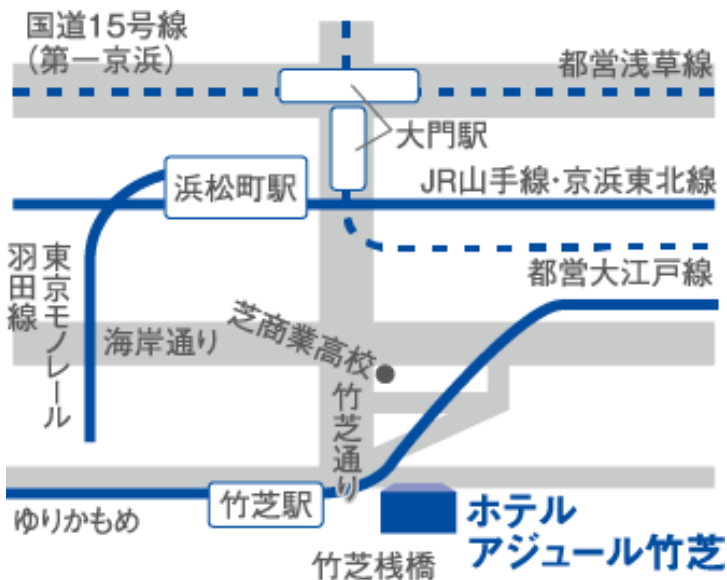 国道15号線
(第一京浜)
都営浅草線
大門駅
浜松町駅
JR山手線・京浜東北線
東京モノレール
羽田線
都営大江戸線
海岸通り
芝商業高校
竹芝通り
竹芝駅
ゆりかもめ
ホテル
アジュール竹芝
竹芝桟橋